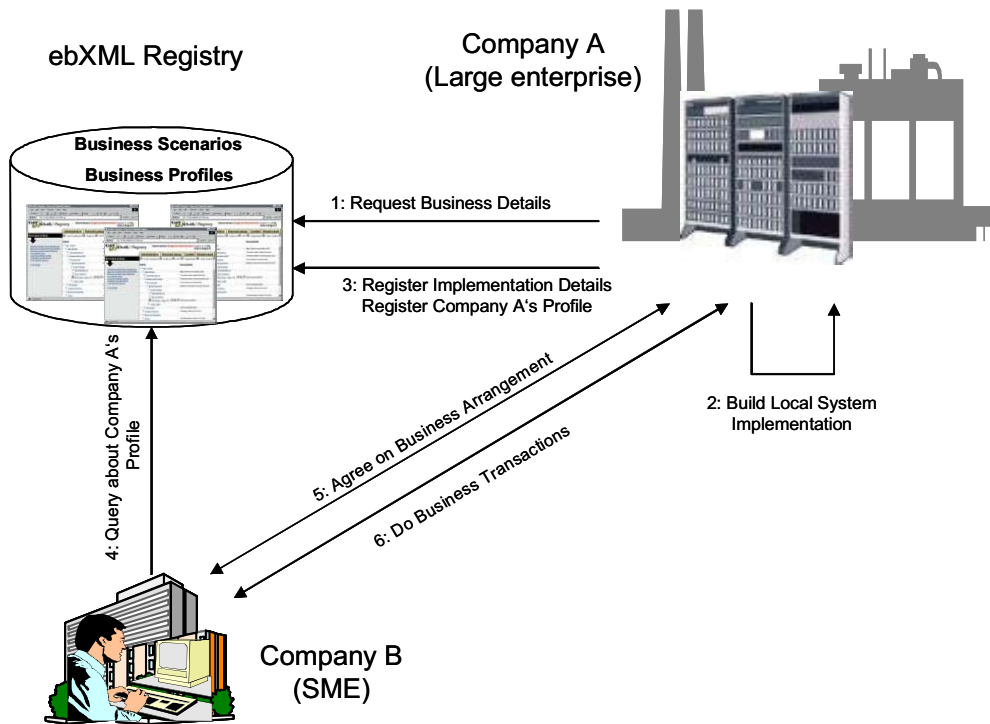 ebXML Registry
Company A
(Large enterprise)
Business Scenarios
Business Profiles
1: Request Business Details
3: Register Implementation Details
Register Company A‘s Profile
2: Build Local System
Implementation
4: Query about Company A‘s
Profile
5: Agree on Business Arrangement
6: Do Business Transactions
Company B
(SME)